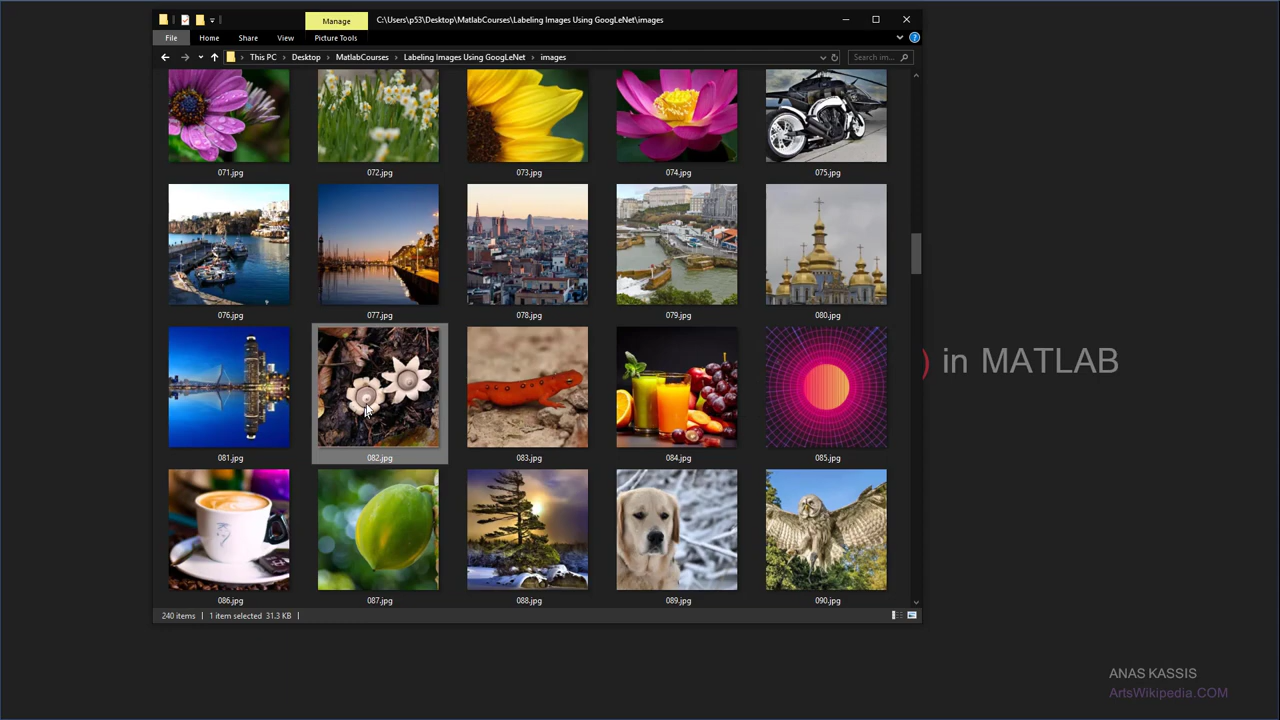 Manage
C:\Users\p53\Desktop\MatlabCourses\Labeling Images Using GoogLeNet\images
File Home Share View Picture Tools
This PC > Desktop > MatlabCourses > Labeling Images Using GoogLeNet > images
Search im...
071.jpg 072.jpg 073.jpg 074.jpg 075.jpg
076.jpg 077.jpg 078.jpg 079.jpg 080.jpg
) in MATLAB
081.jpg 082.jpg 083.jpg 084.jpg 085.jpg
086.jpg 087.jpg 088.jpg 089.jpg 090.jpg
240 items | 1 item selected 31.3 KB |
ANAS KASSIS
ArtsWikipedia.COM